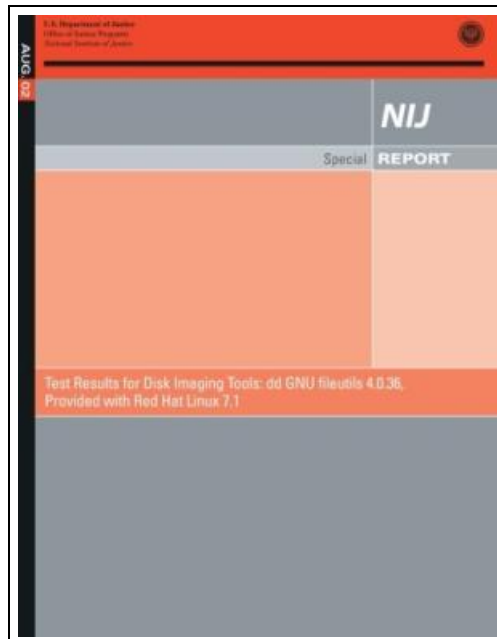 U.S. Department of Justice
Office of Justice Programs
National Institute of Justice
AUG. 02
NIJ
Special REPORT
Test Results for Disk Imaging Tools: dd GNU fileutils 4.0.36,
Provided with Red Hat Linux 7.1